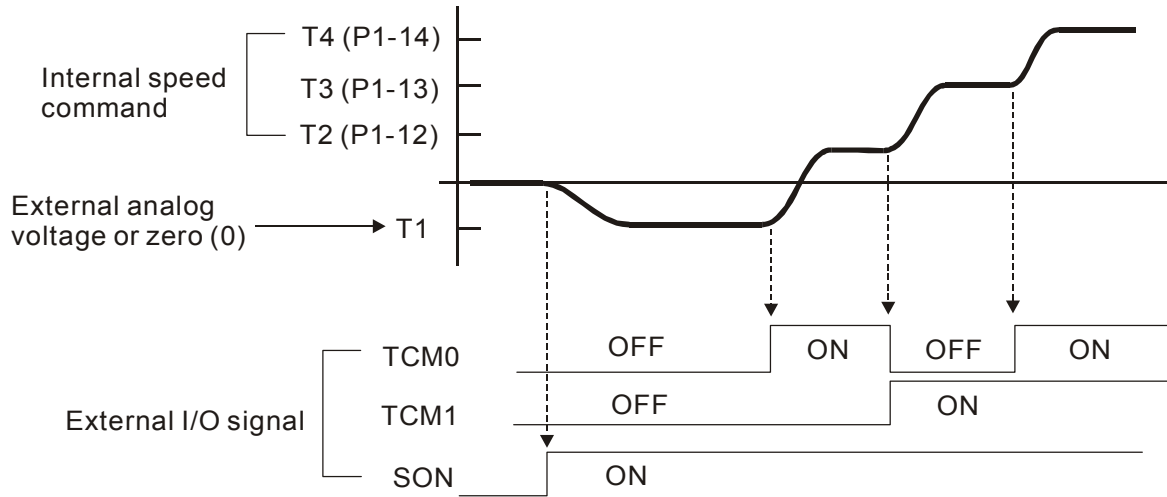 T4 (P1-14)
Internal speed
command
T3 (P1-13)
T2 (P1-12)
External analog
voltage or zero (0)
T1
TCM0
OFF
ON
OFF
ON
TCM1
OFF
ON
External I/O signal
SON
ON